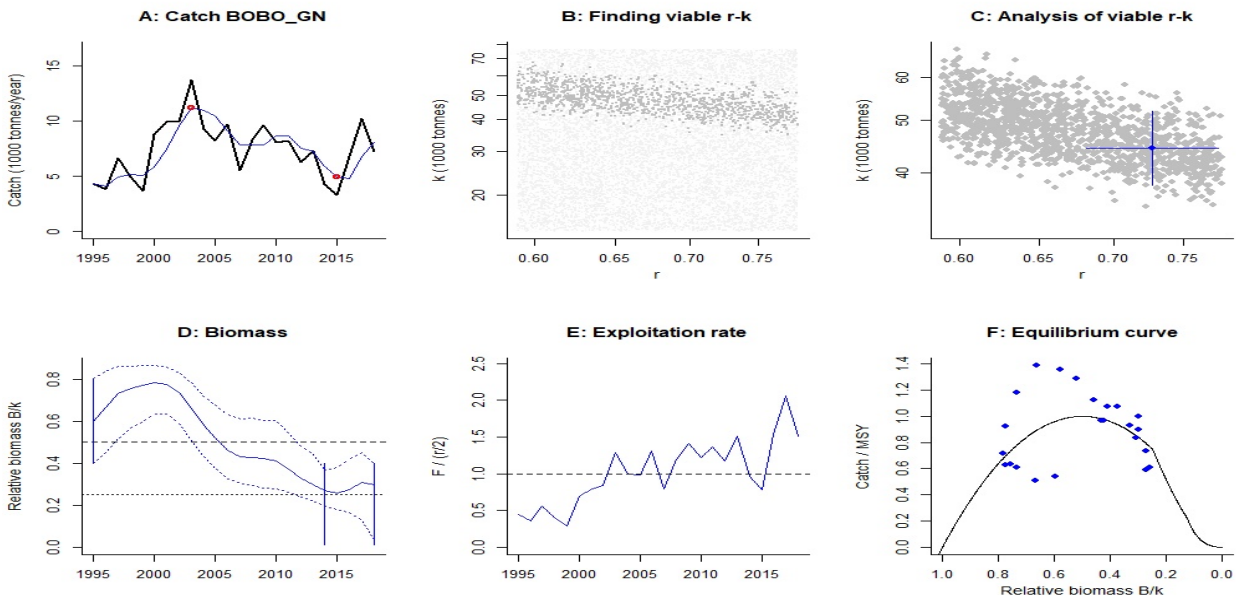 A: Catch BOBO_GN
Catch (1000 tonnes/year)
15
10
5
0
1995 2000 2005 2010 2015
B: Finding viable r-k
k (1000 tonnes)
70
50
40
30
20
0.60 0.65 0.70 0.75
r
C: Analysis of viable r-k
k (1000 tonnes)
60
50
40
0.60 0.65 0.70 0.75
r
D: Biomass
Relative biomass B/k
0.8
0.6
0.4
0.2
0.0
1995 2000 2005 2010 2015
E: Exploitation rate
F / (r/2)
2.5
2.0
1.5
1.0
0.5
0.0
1995 2000 2005 2010 2015
F: Equilibrium curve
Catch / MSY
1.4
1.2
1.0
0.8
0.6
0.4
0.2
0.0
1.0 0.8 0.6 0.4 0.2 0.0
Relative biomass B/k